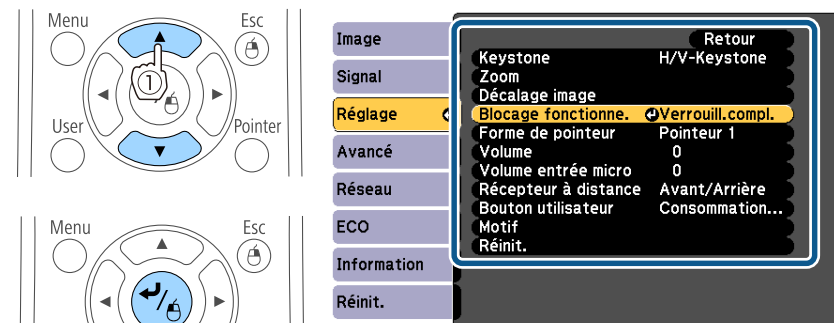 Menu
Esc
1
User
Pointer
Menu
Esc
Image
Signal
Réglage
Avancé
Réseau
ECO
Information
Réinit.
Retour
Keystone H/V-Keystone
Zoom
Décalage image
Blocage fonctionne. Verrouill.compl.
Forme de pointeur Pointeur 1
Volume 0
Volume entrée micro 0
Récepteur à distance Avant/Arrière
Bouton utilisateur Consommation...
Motif
Réinit.